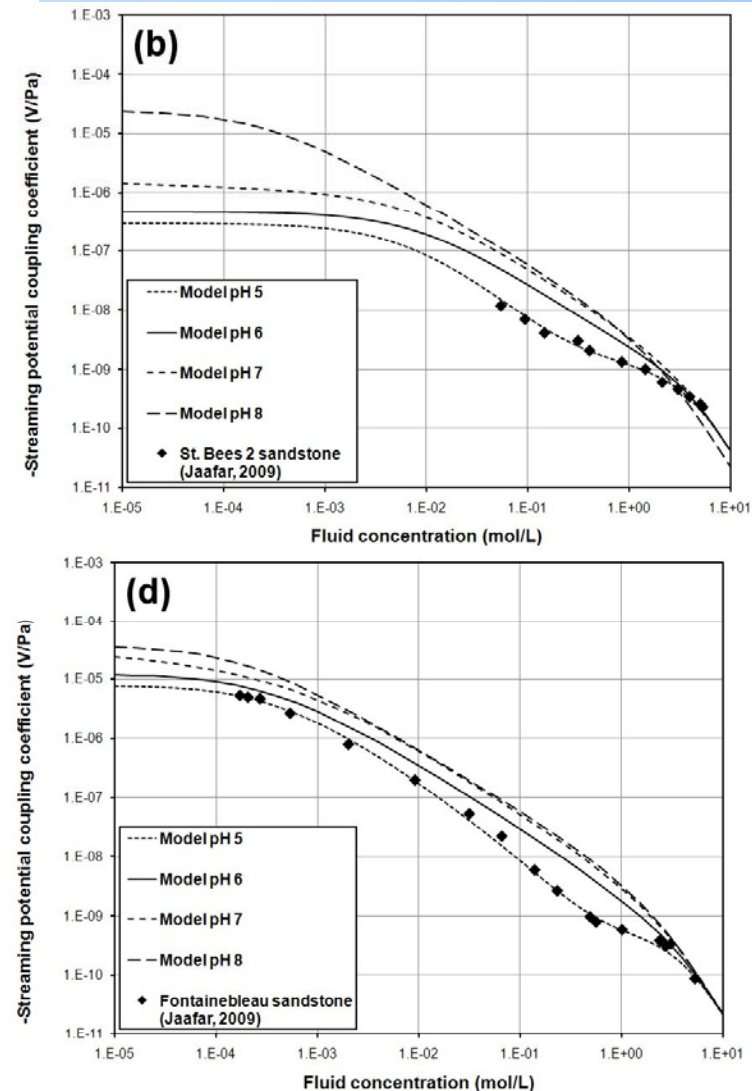 (b)
-Streaming potential coupling coefficient (V/Pa)
1.E-03
1.E-04
1.E-05
1.E-06
1.E-07
1.E-08
1.E-09
1.E-10
1.E-11
Model pH 5
Model pH 6
Model pH 7
Model pH 8
St. Bees 2 sandstone
(Jaafar, 2009)
1.E-05 1.E-04 1.E-03 1.E-02 1.E-01 1.E+00 1.E+01
Fluid concentration (mol/L)
(d)
-Streaming potential coupling coefficient (V/Pa)
1.E-03
1.E-04
1.E-05
1.E-06
1.E-07
1.E-08
1.E-09
1.E-10
1.E-11
Model pH 5
Model pH 6
Model pH 7
Model pH 8
Fontainebleau sandstone
(Jaafar, 2009)
1.E-05 1.E-04 1.E-03 1.E-02 1.E-01 1.E+00 1.E+01
Fluid concentration (mol/L)